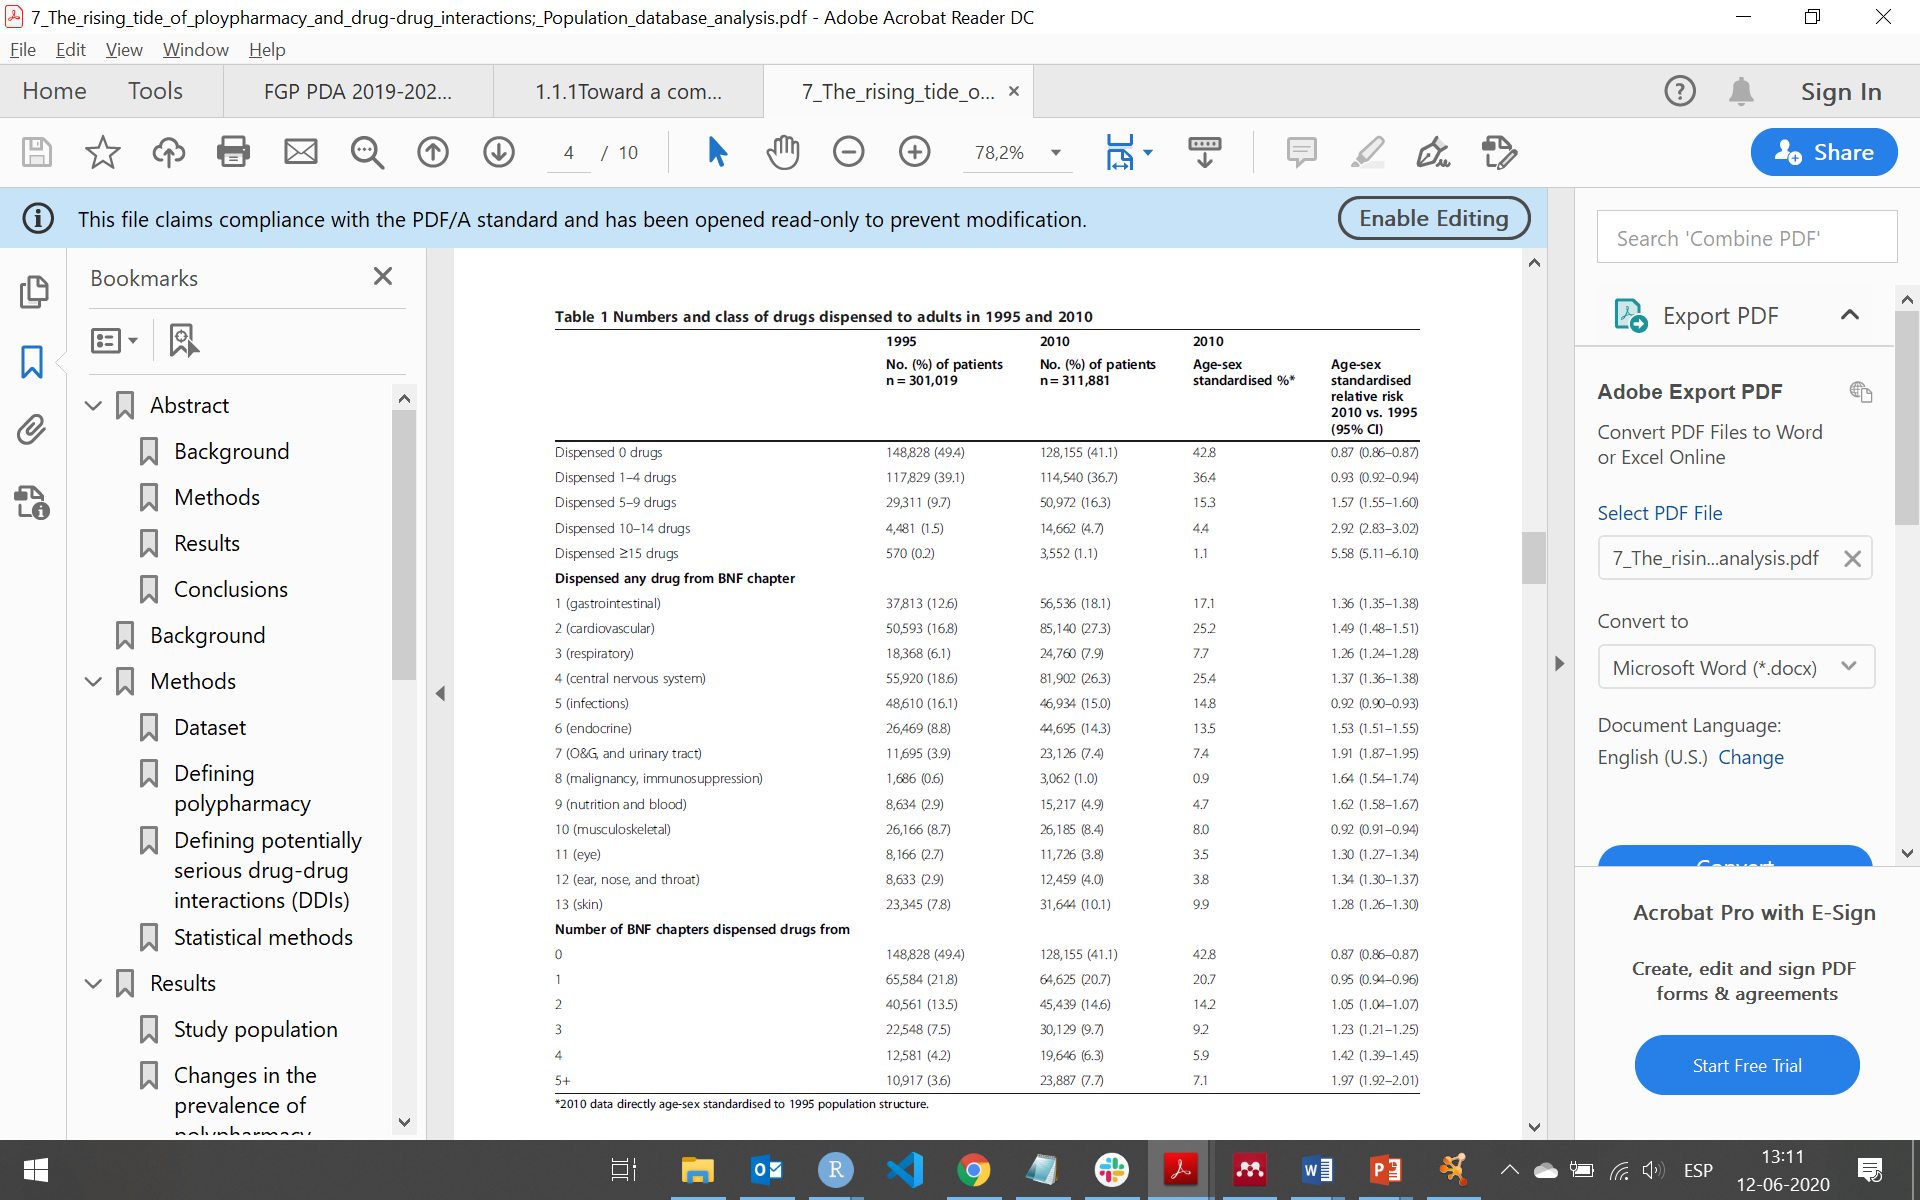 7_The_rising_tide_of_ploypharmacy_and_drug-drug_interactions;_Population_database_analysis.pdf - Adobe Acrobat Reader DC
File Edit View Window Help
Home Tools FGP PDA 2019-202... 1.1.1Toward a com... 7_The_rising_tide_o... ×
Sign In
4 / 10 78,2% Share
This file claims compliance with the PDF/A standard and has been opened read-only to prevent modification. Enable Editing
Bookmarks
Abstract
Background
Methods
Results
Conclusions
Background
Methods
Dataset
Defining
polypharmacy
Defining potentially
serious drug-drug
interactions (DDIs)
Statistical methods
Results
Study population
Changes in the
prevalence of
polypharmacy
Table 1 Numbers and class of drugs dispensed to adults in 1995 and 2010
1995 2010 2010
No. (%) of patients No. (%) of patients Age-sex Age-sex
n = 301,019 n = 311,881 standardised %* standardised
relative risk
2010 vs. 1995
(95% CI)
Dispensed 0 drugs 148,828 (49.4) 128,155 (41.1) 42.8 0.87 (0.86–0.87)
Dispensed 1–4 drugs 117,829 (39.1) 114,540 (36.7) 36.4 0.93 (0.92–0.94)
Dispensed 5–9 drugs 29,311 (9.7) 50,972 (16.3) 15.3 1.57 (1.55–1.60)
Dispensed 10–14 drugs 4,481 (1.5) 14,662 (4.7) 4.4 2.92 (2.83–3.02)
Dispensed ≥15 drugs 570 (0.2) 3,552 (1.1) 1.1 5.58 (5.11–6.10)
Dispensed any drug from BNF chapter
1 (gastrointestinal) 37,813 (12.6) 56,536 (18.1) 17.1 1.36 (1.35–1.38)
2 (cardiovascular) 50,593 (16.8) 85,140 (27.3) 25.2 1.49 (1.48–1.51)
3 (respiratory) 18,368 (6.1) 24,760 (7.9) 7.7 1.26 (1.24–1.28)
4 (central nervous system) 55,920 (18.6) 81,902 (26.3) 25.4 1.37 (1.36–1.38)
5 (infections) 48,610 (16.1) 46,934 (15.0) 14.8 0.92 (0.90–0.93)
6 (endocrine) 26,469 (8.8) 44,695 (14.3) 13.5 1.53 (1.51–1.55)
7 (O&G, and urinary tract) 11,695 (3.9) 23,126 (7.4) 7.4 1.91 (1.87–1.95)
8 (malignancy, immunosuppression) 1,686 (0.6) 3,062 (1.0) 0.9 1.64 (1.54–1.74)
9 (nutrition and blood) 8,634 (2.9) 15,217 (4.9) 4.7 1.62 (1.58–1.67)
10 (musculoskeletal) 26,166 (8.7) 26,185 (8.4) 8.0 0.92 (0.91–0.94)
11 (eye) 8,166 (2.7) 11,726 (3.8) 3.5 1.30 (1.27–1.34)
12 (ear, nose, and throat) 8,633 (2.9) 12,459 (4.0) 3.8 1.34 (1.30–1.37)
13 (skin) 23,345 (7.8) 31,644 (10.1) 9.9 1.28 (1.26–1.30)
Number of BNF chapters dispensed drugs from
0 148,828 (49.4) 128,155 (41.1) 42.8 0.87 (0.86–0.87)
1 65,584 (21.8) 64,625 (20.7) 20.7 0.95 (0.94–0.96)
2 40,561 (13.5) 45,439 (14.6) 14.2 1.05 (1.04–1.07)
3 22,548 (7.5) 30,129 (9.7) 9.2 1.23 (1.21–1.25)
4 12,581 (4.2) 19,646 (6.3) 5.9 1.42 (1.39–1.45)
5+ 10,917 (3.6) 23,887 (7.7) 7.1 1.97 (1.92–2.01)
*2010 data directly age-sex standardised to 1995 population structure.
Search 'Combine PDF'
Export PDF
Adobe Export PDF
Convert PDF Files to Word
or Excel Online
Select PDF File
7_The_risin...analysis.pdf
Convert to
Microsoft Word (*.docx)
Document Language:
English (U.S.) Change
Convert
Acrobat Pro with E-Sign
Create, edit and sign PDF
forms & agreements
Start Free Trial
ESP
13:11
12-06-2020